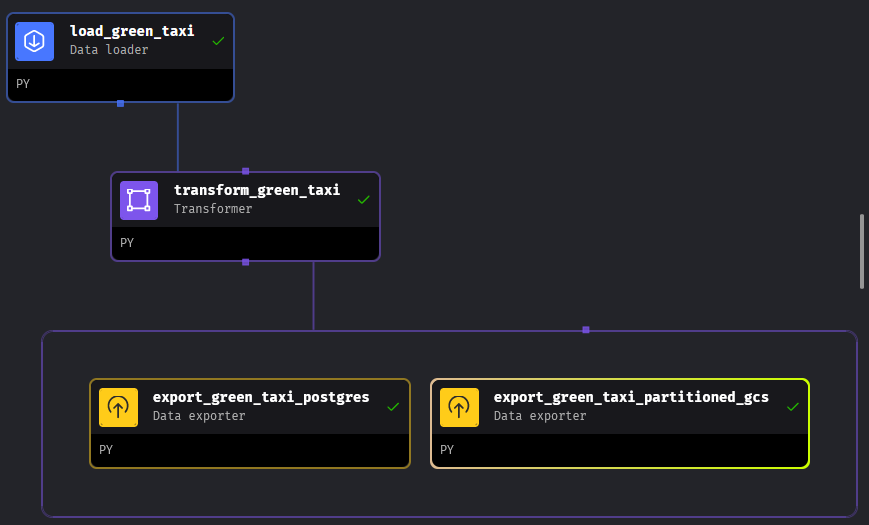 load_green_taxi
Data loader
PY
transform_green_taxi
Transformer
PY
export_green_taxi_postgres
Data exporter
PY
export_green_taxi_partitioned_gcs
Data exporter
PY